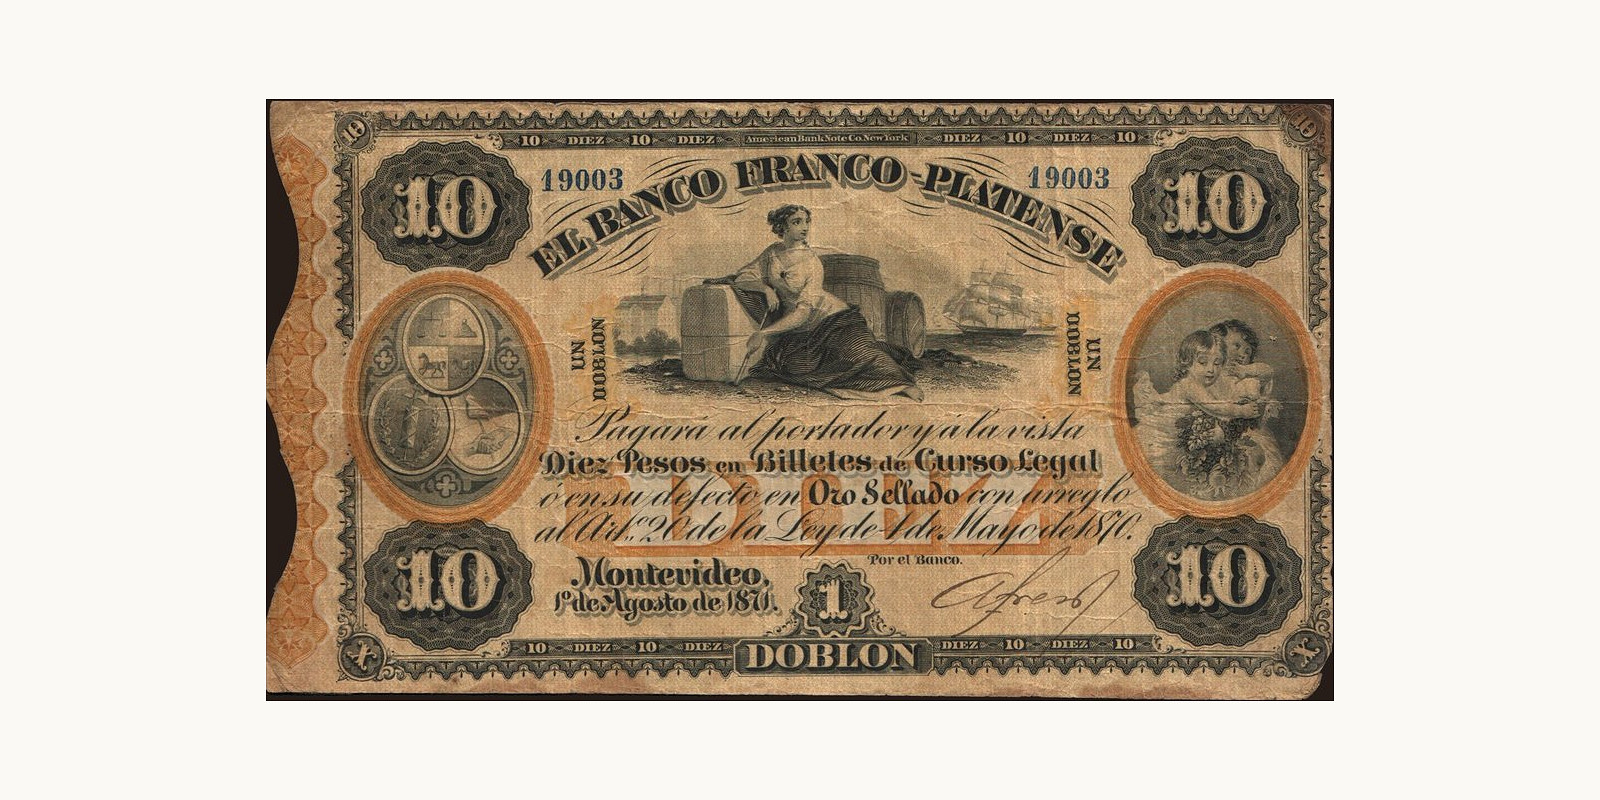 10 DIEZ 10 DIEZ American Bank Note Co. New York DIEZ 10 DIEZ 10
10
10
10 19003 19003 10
EL BANCO FRANCO-PLATENSE
UN DOBLON
UN DOBLON
Pagará al portador y á la vista
Diez Pesos en Billetes de Curso Legal
ó en su defecto en Oro Sellado con arreglo
al Art.º 20 de la Ley de 4 de Mayo de 1870.
DIEZ
Por el Banco.
Montevideo,
1º de Agosto de 1871.
10 1 10
X 10 DIEZ 10 DIEZ DOBLON DIEZ 10 DIEZ 10 X